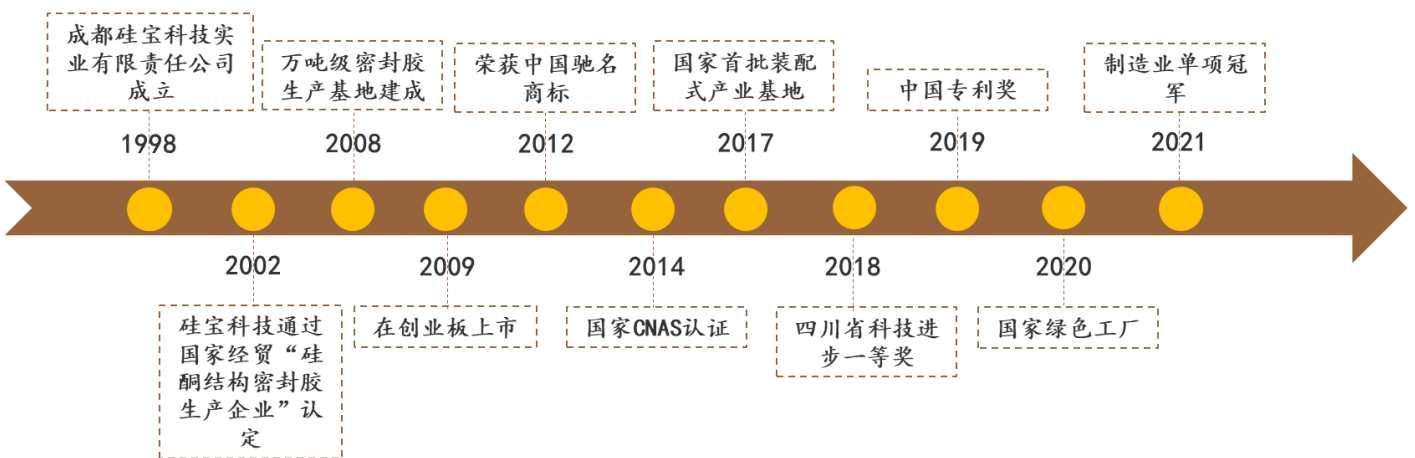 成都硅宝科技实
业有限责任公司
成立
万吨级密封胶
生产基地建成
荣获中国驰名
商标
国家首批装配
式产业基地
中国专利奖
制造业单项冠
军
1998
2008
2012
2017
2019
2021
2002
2009
2014
2018
2020
硅宝科技通过
国家经贸“硅
酮结构密封胶
生产企业”认
定
在创业板上市
国家CNAS认证
四川省科技进
步一等奖
国家绿色工厂